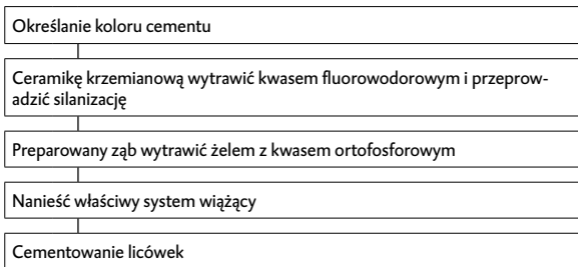 Określanie koloru cementu
Ceramikę krzemianową wytrawić kwasem fluorowodorowym i przeprow-
adzić silanizację
Preparowany ząb wytrawić żelem z kwasem ortofosforowym
Nanieść właściwy system wiążący
Cementowanie licówek